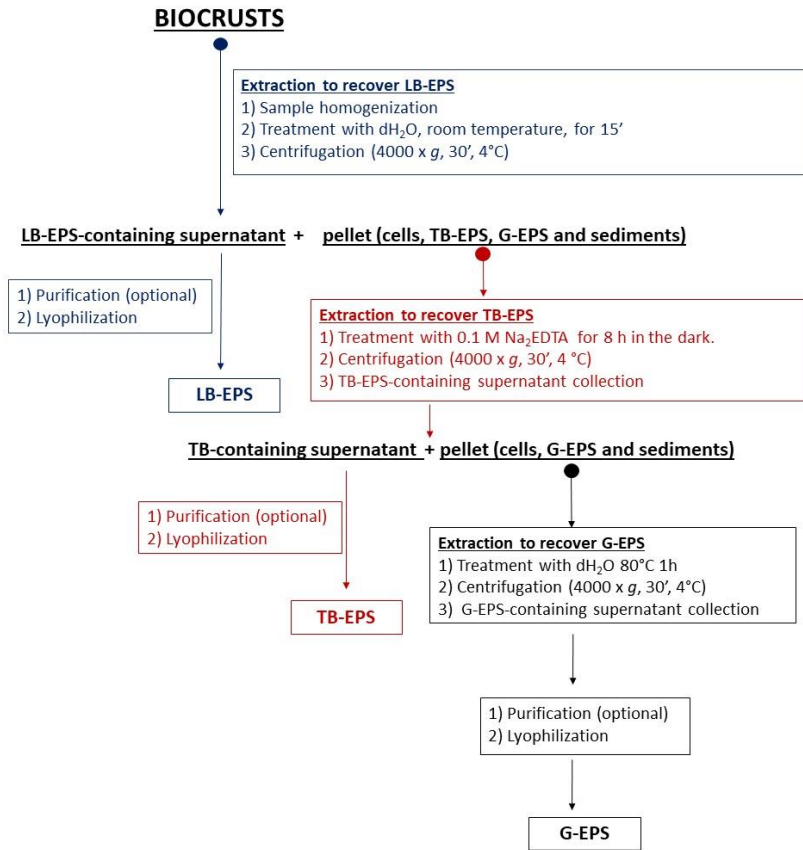 BIOCRUSTS
Extraction to recover LB-EPS
1) Sample homogenization
2) Treatment with dH₂O, room temperature, for 15’
3) Centrifugation (4000 x g, 30’, 4°C)
LB-EPS-containing supernatant + pellet (cells, TB-EPS, G-EPS and sediments)
1) Purification (optional)
2) Lyophilization
LB-EPS
Extraction to recover TB-EPS
1) Treatment with 0.1 M Na₂EDTA for 8 h in the dark.
2) Centrifugation (4000 x g, 30’, 4 °C)
3) TB-EPS-containing supernatant collection
TB-containing supernatant + pellet (cells, G-EPS and sediments)
1) Purification (optional)
2) Lyophilization
TB-EPS
Extraction to recover G-EPS
1) Treatment with dH₂O 80°C 1h
2) Centrifugation (4000 x g, 30’, 4°C)
3) G-EPS-containing supernatant collection
1) Purification (optional)
2) Lyophilization
G-EPS